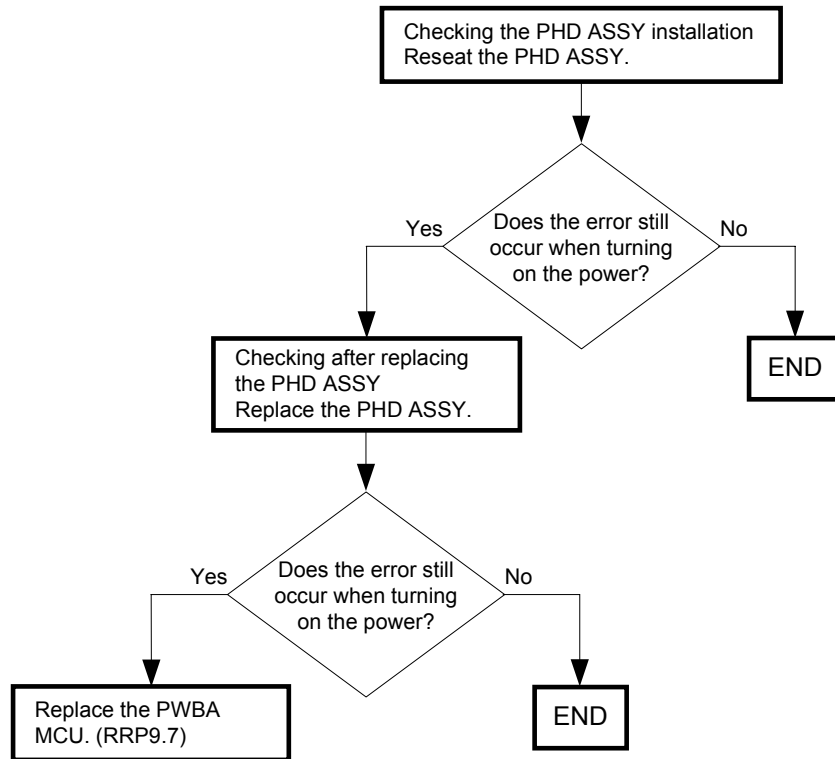 Checking the PHD ASSY installation
Reseat the PHD ASSY.
Does the error still
occur when turning
on the power?
Yes
No
Checking after replacing
the PHD ASSY
Replace the PHD ASSY.
END
Does the error still
occur when turning
on the power?
Yes
No
Replace the PWBA
MCU. (RRP9.7)
END